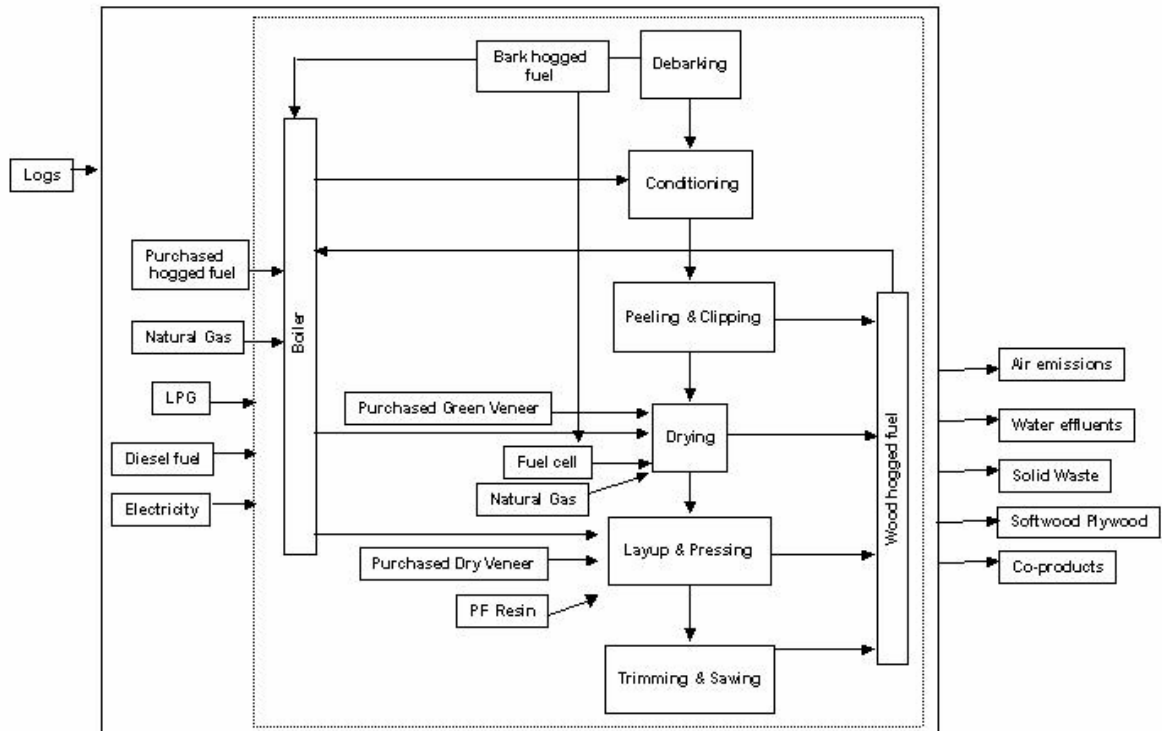 Bark hogged
fuel
Debarking
Logs
Conditioning
Purchased
hogged fuel
Natural Gas
Boiler
Peeling & Clipping
LPG
Purchased Green Veneer
Drying
Diesel fuel
Fuel cell
Electricity
Natural Gas
Layup & Pressing
Purchased Dry Veneer
PF Resin
Trimming & Sawing
Wood hogged fuel
Air emissions
Water effluents
Solid Waste
Softwood Plywood
Co-products